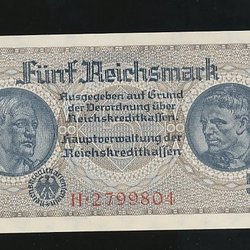 Fünf Reichsmark
Ausgegeben auf Grund
der Verordnung über
Reichskreditkassen.
Hauptverwaltung der
Reichskreditkassen
H·2799804